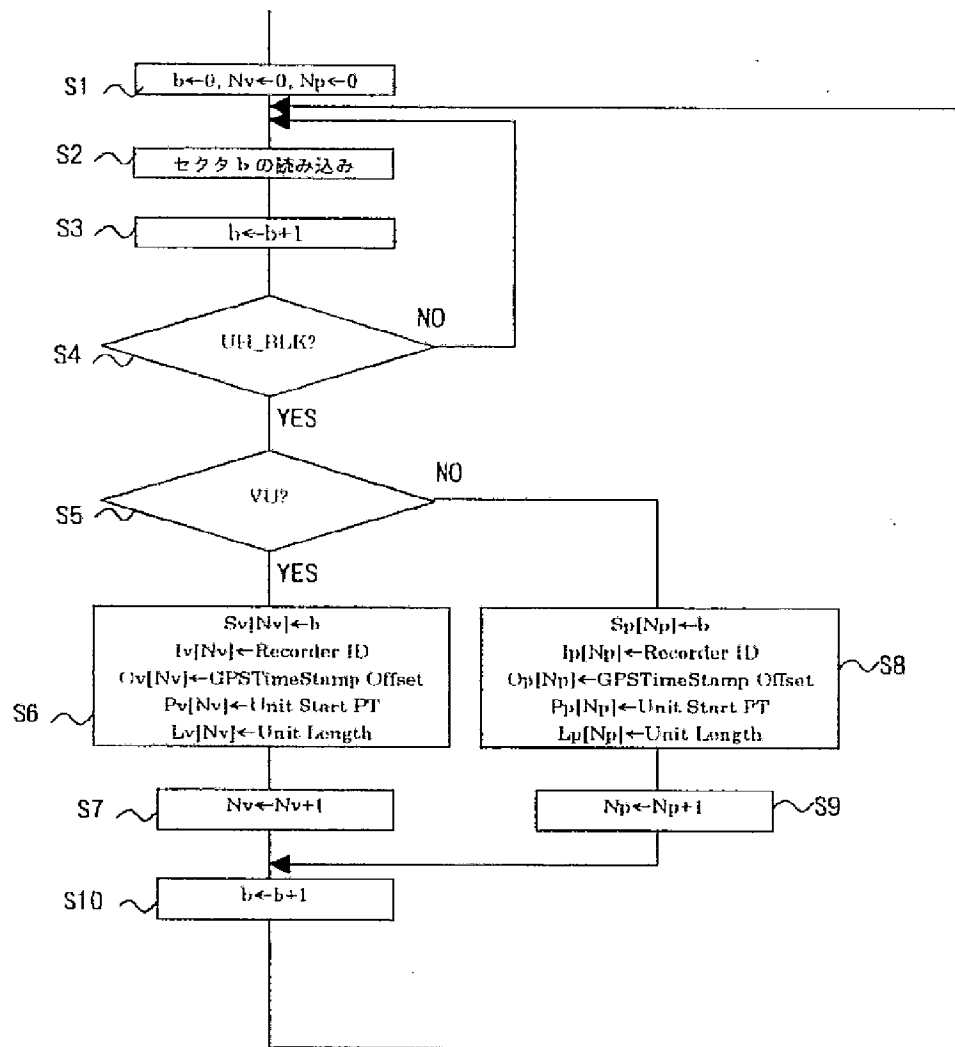 S1
b←0, Nv←0, Np←0
S2
セクタ b の読み込み
S3
b←b+1
S4
UH_BLK?
NO
YES
S5
VU?
NO
YES
S6
Sv[Nv]←b
Iv[Nv]←Recorder ID
Ov[Nv]←GPSTimeStamp Offset
Pv[Nv]←Unit Start PT
Lv[Nv]←Unit Length
Sp[Np]←b
Ip[Np]←Recorder ID
Op[Np]←GPSTimeStamp Offset
Pp[Np]←Unit Start PT
Lp[Np]←Unit Length
S8
S7
Nv←Nv+1
Np←Np+1
S9
S10
b←b+1